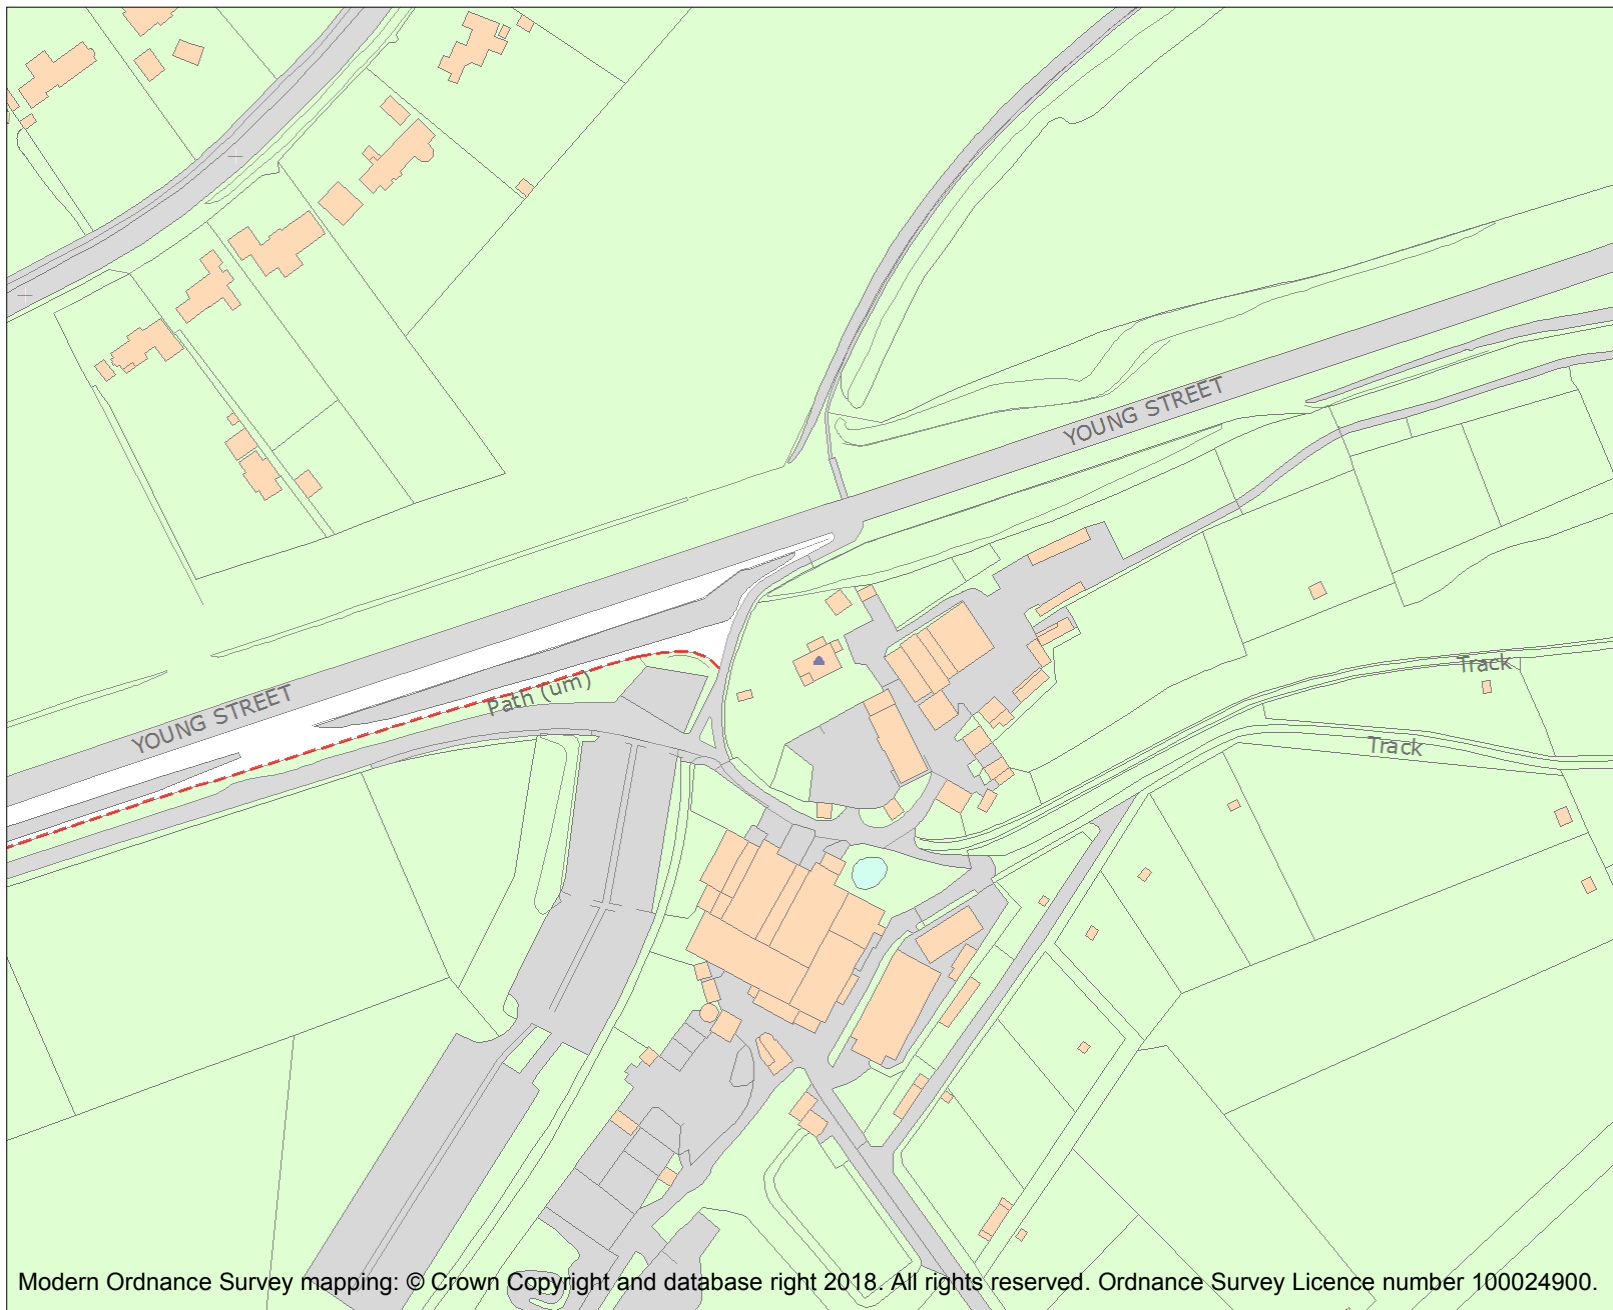 YOUNG STREET
Track
Path (um)
YOUNG STREET
Track
Modern Ordnance Survey mapping: © Crown Copyright and database right 2018. All rights reserved. Ordnance Survey Licence number 100024900.